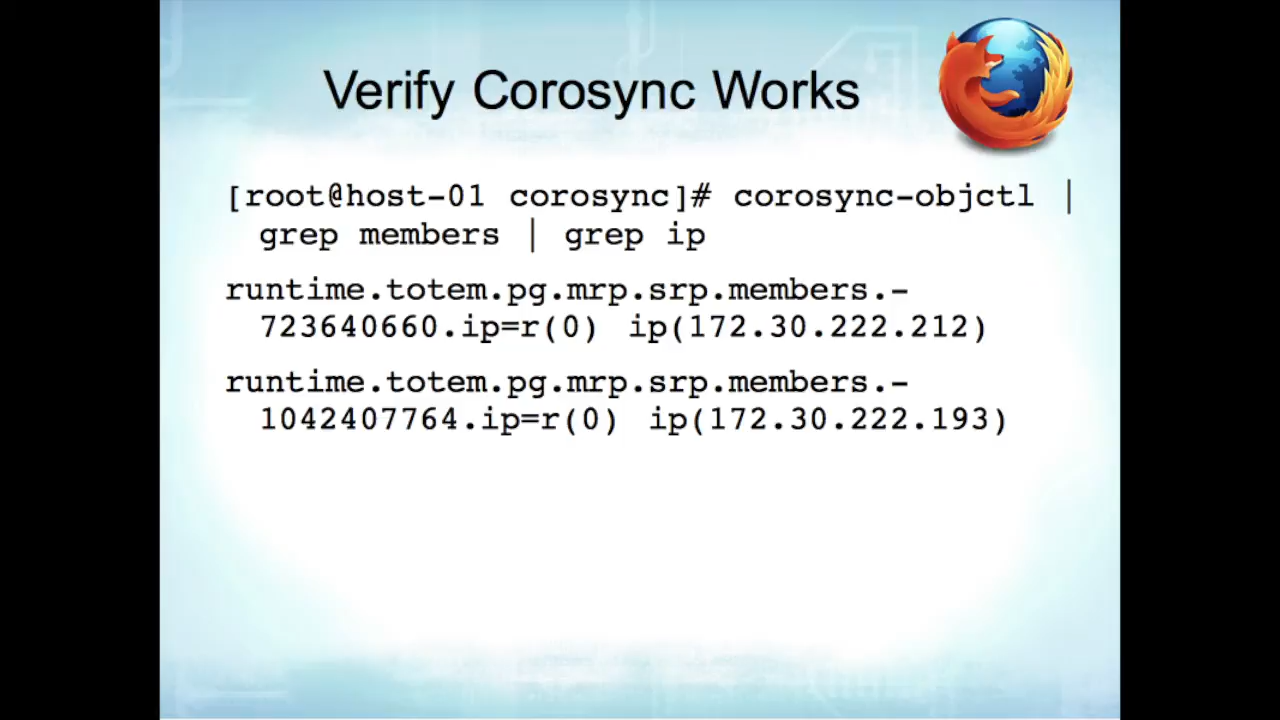 Verify Corosync Works
[root@host-01 corosync]# corosync-objctl |
grep members | grep ip
runtime.totem.pg.mrp.srp.members.-
723640660.ip=r(0) ip(172.30.222.212)
runtime.totem.pg.mrp.srp.members.-
1042407764.ip=r(0) ip(172.30.222.193)